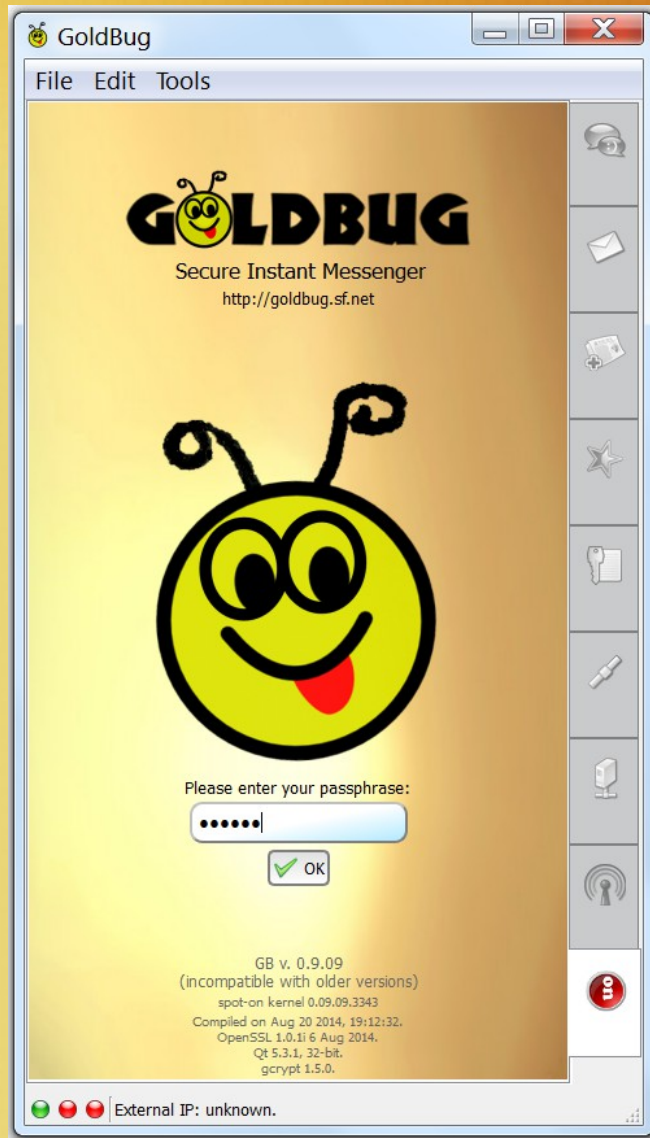 GoldBug
File Edit Tools
GOLDBUG
Secure Instant Messenger
http://goldbug.sf.net
Please enter your passphrase:
OK
GB v. 0.9.09
(incompatible with older versions)
spot-on kernel 0.09.09.3343
Compiled on Aug 20 2014, 19:12:32.
OpenSSL 1.0.1i 6 Aug 2014.
Qt 5.3.1, 32-bit.
gcrypt 1.5.0.
on
External IP: unknown.